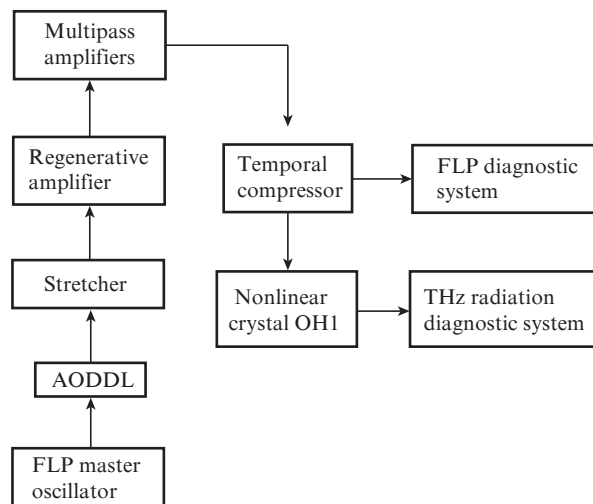 Multipass
amplifiers
Regenerative
amplifier
Stretcher
AODDL
FLP master
oscillator
Temporal
compressor
FLP diagnostic
system
Nonlinear
crystal OH1
THz radiation
diagnostic system